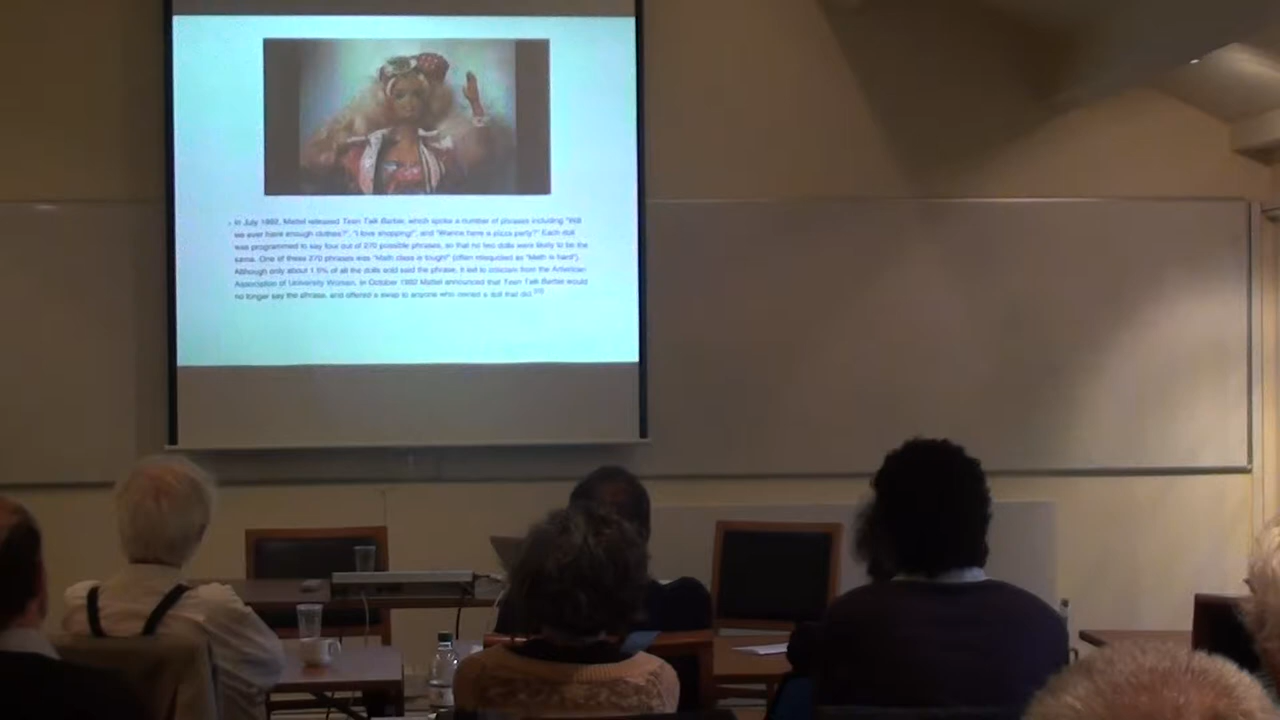 In July 1992, Mattel released Teen Talk Barbie, which spoke a number of phrases including "Will
we ever have enough clothes?", "I love shopping!", and "Wanna have a pizza party?" Each doll
was programmed to say four out of 270 possible phrases, so that no two dolls were likely to be the
same. One of these 270 phrases was "Math class is tough!" (often misquoted as "Math is hard").
Although only about 1.5% of all the dolls sold said the phrase, it led to criticism from the American
Association of University Women. In October 1992 Mattel announced that Teen Talk Barbie would
no longer say the phrase, and offered a swap to anyone who owned a doll that did.